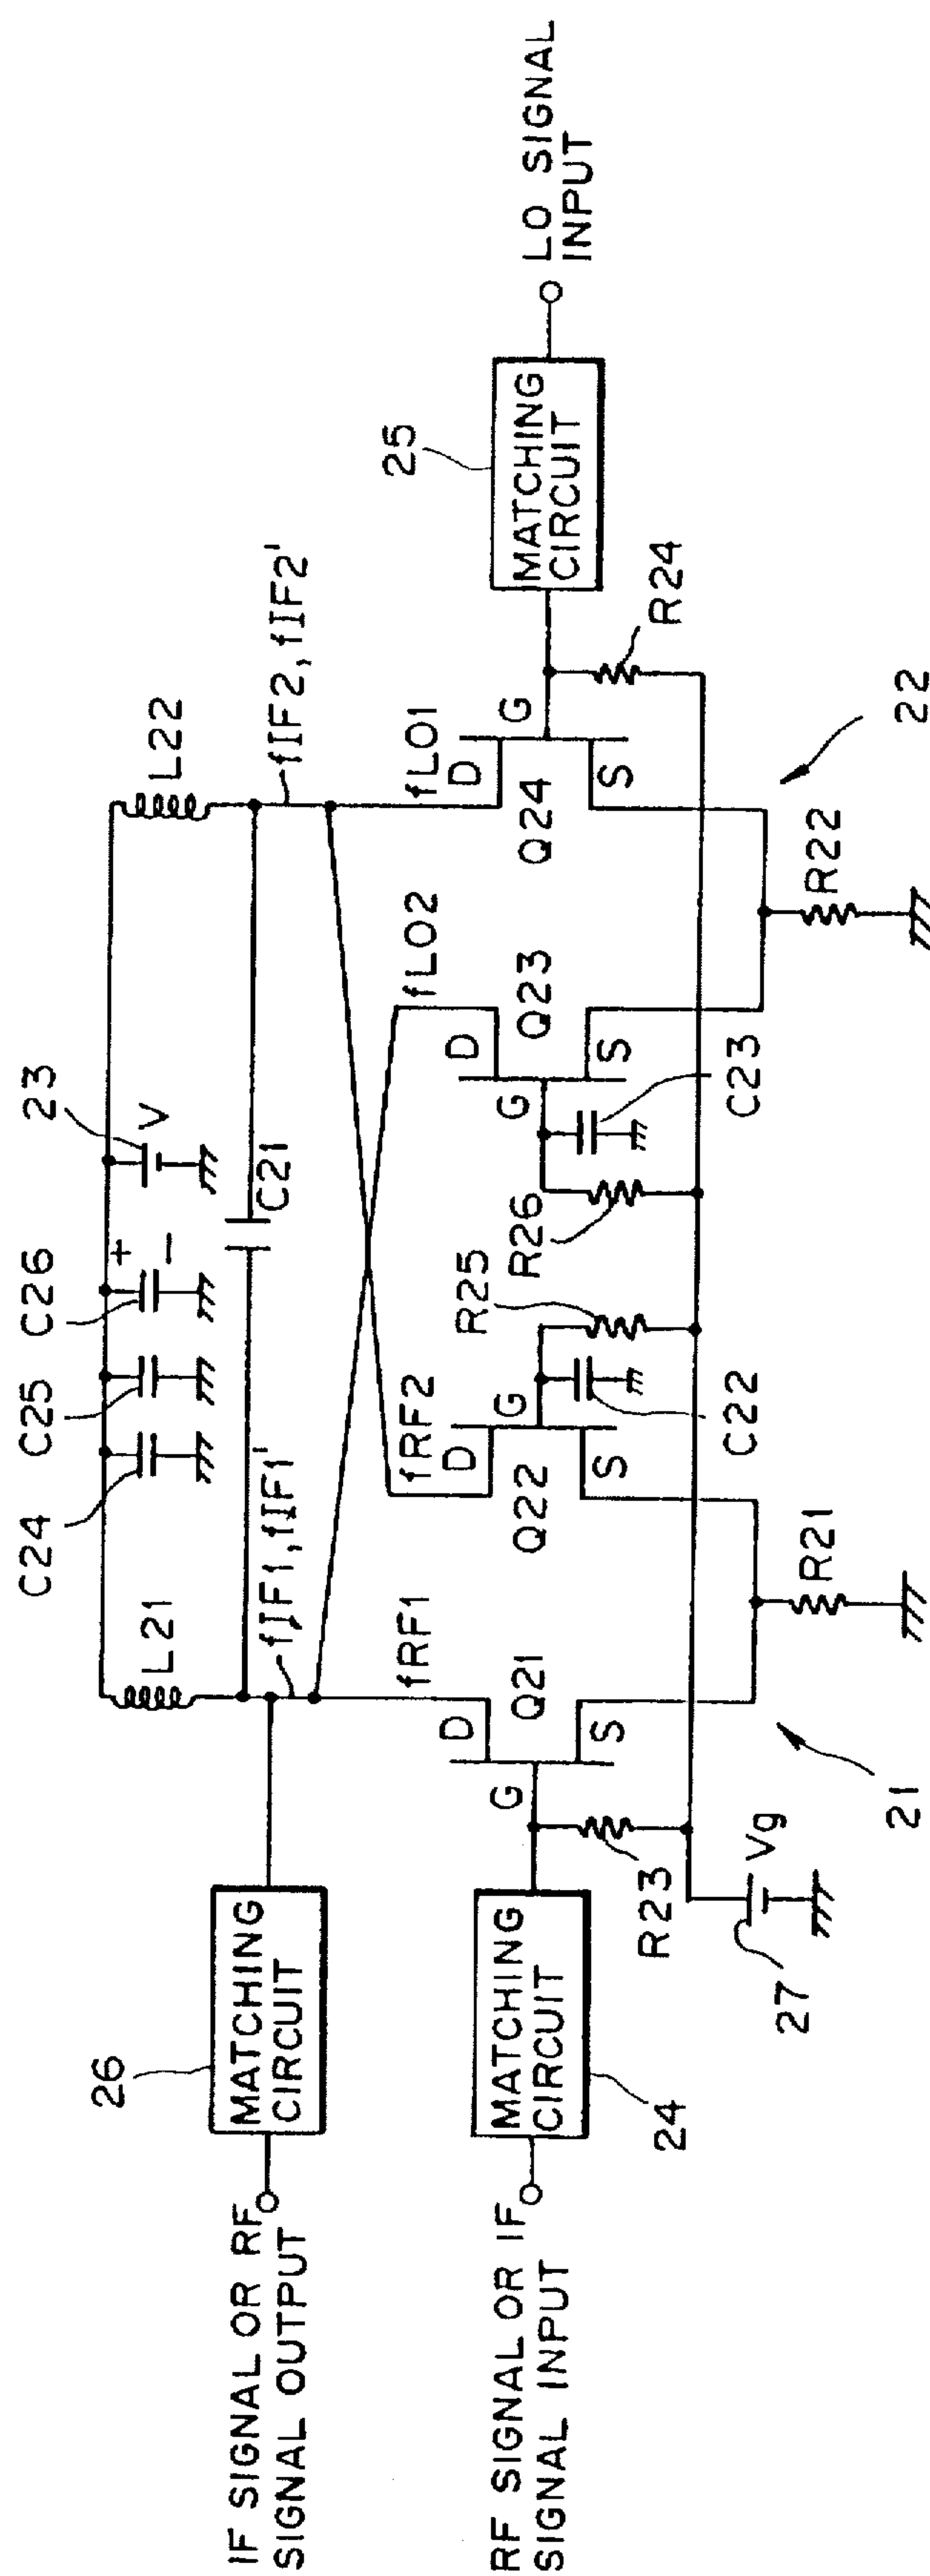 C24
C25
C26
23
+
−
V
L21
L22
C21
26
MATCHING
CIRCUIT
IF SIGNAL OR RF
SIGNAL OUTPUT
fIF1, fIF1'
fIF2, fIF2'
fRF1
fRF2
fLO2
fLO1
25
D
G
S
Q21
D
G
S
Q22
D
G
S
Q23
D
G
S
Q24
MATCHING
CIRCUIT
LO SIGNAL
INPUT
RF SIGNAL OR IF
SIGNAL INPUT
MATCHING
CIRCUIT
24
R23
R25
R26
R24
C22
C23
27
Vg
21
R21
R22
22